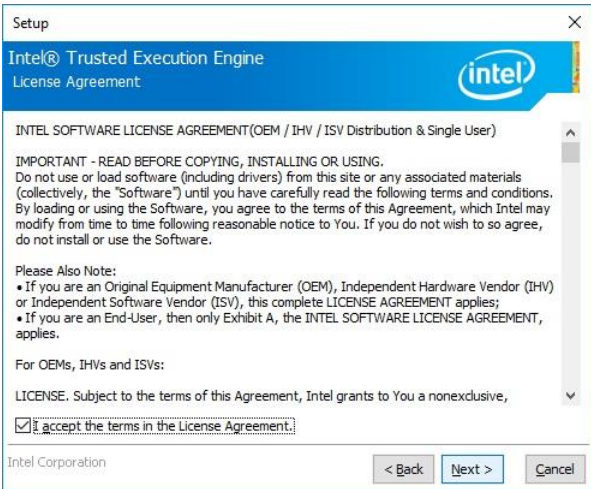 Setup
Intel® Trusted Execution Engine
License Agreement
intel
INTEL SOFTWARE LICENSE AGREEMENT(OEM / IHV / ISV Distribution & Single User)
IMPORTANT - READ BEFORE COPYING, INSTALLING OR USING.
Do not use or load software (including drivers) from this site or any associated materials
(collectively, the "Software") until you have carefully read the following terms and conditions.
By loading or using the Software, you agree to the terms of this Agreement, which Intel may
modify from time to time following reasonable notice to You. If you do not wish to so agree,
do not install or use the Software.
Please Also Note:
• If you are an Original Equipment Manufacturer (OEM), Independent Hardware Vendor (IHV)
or Independent Software Vendor (ISV), this complete LICENSE AGREEMENT applies;
• If you are an End-User, then only Exhibit A, the INTEL SOFTWARE LICENSE AGREEMENT,
applies.
For OEMs, IHVs and ISVs:
LICENSE. Subject to the terms of this Agreement, Intel grants to You a nonexclusive,
I accept the terms in the License Agreement.
Intel Corporation
< Back Next > Cancel